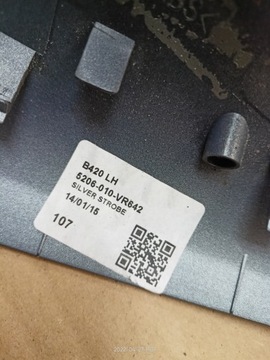 B420 LH
5206-010-VR642
SILVER STROBE
14/01/15
107